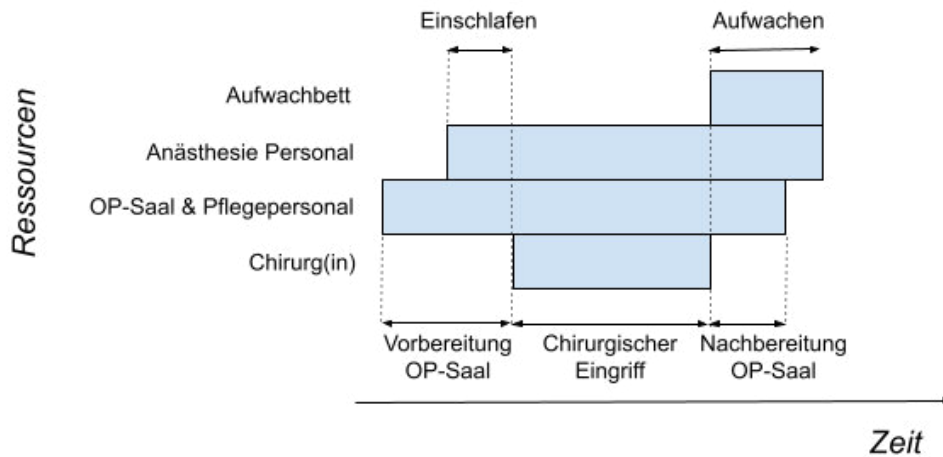 Einschlafen
Aufwachen
Ressourcen
Aufwachbett
Anästhesie Personal
OP-Saal & Pflegepersonal
Chirurg(in)
Vorbereitung
OP-Saal
Chirurgischer
Eingriff
Nachbereitung
OP-Saal
Zeit